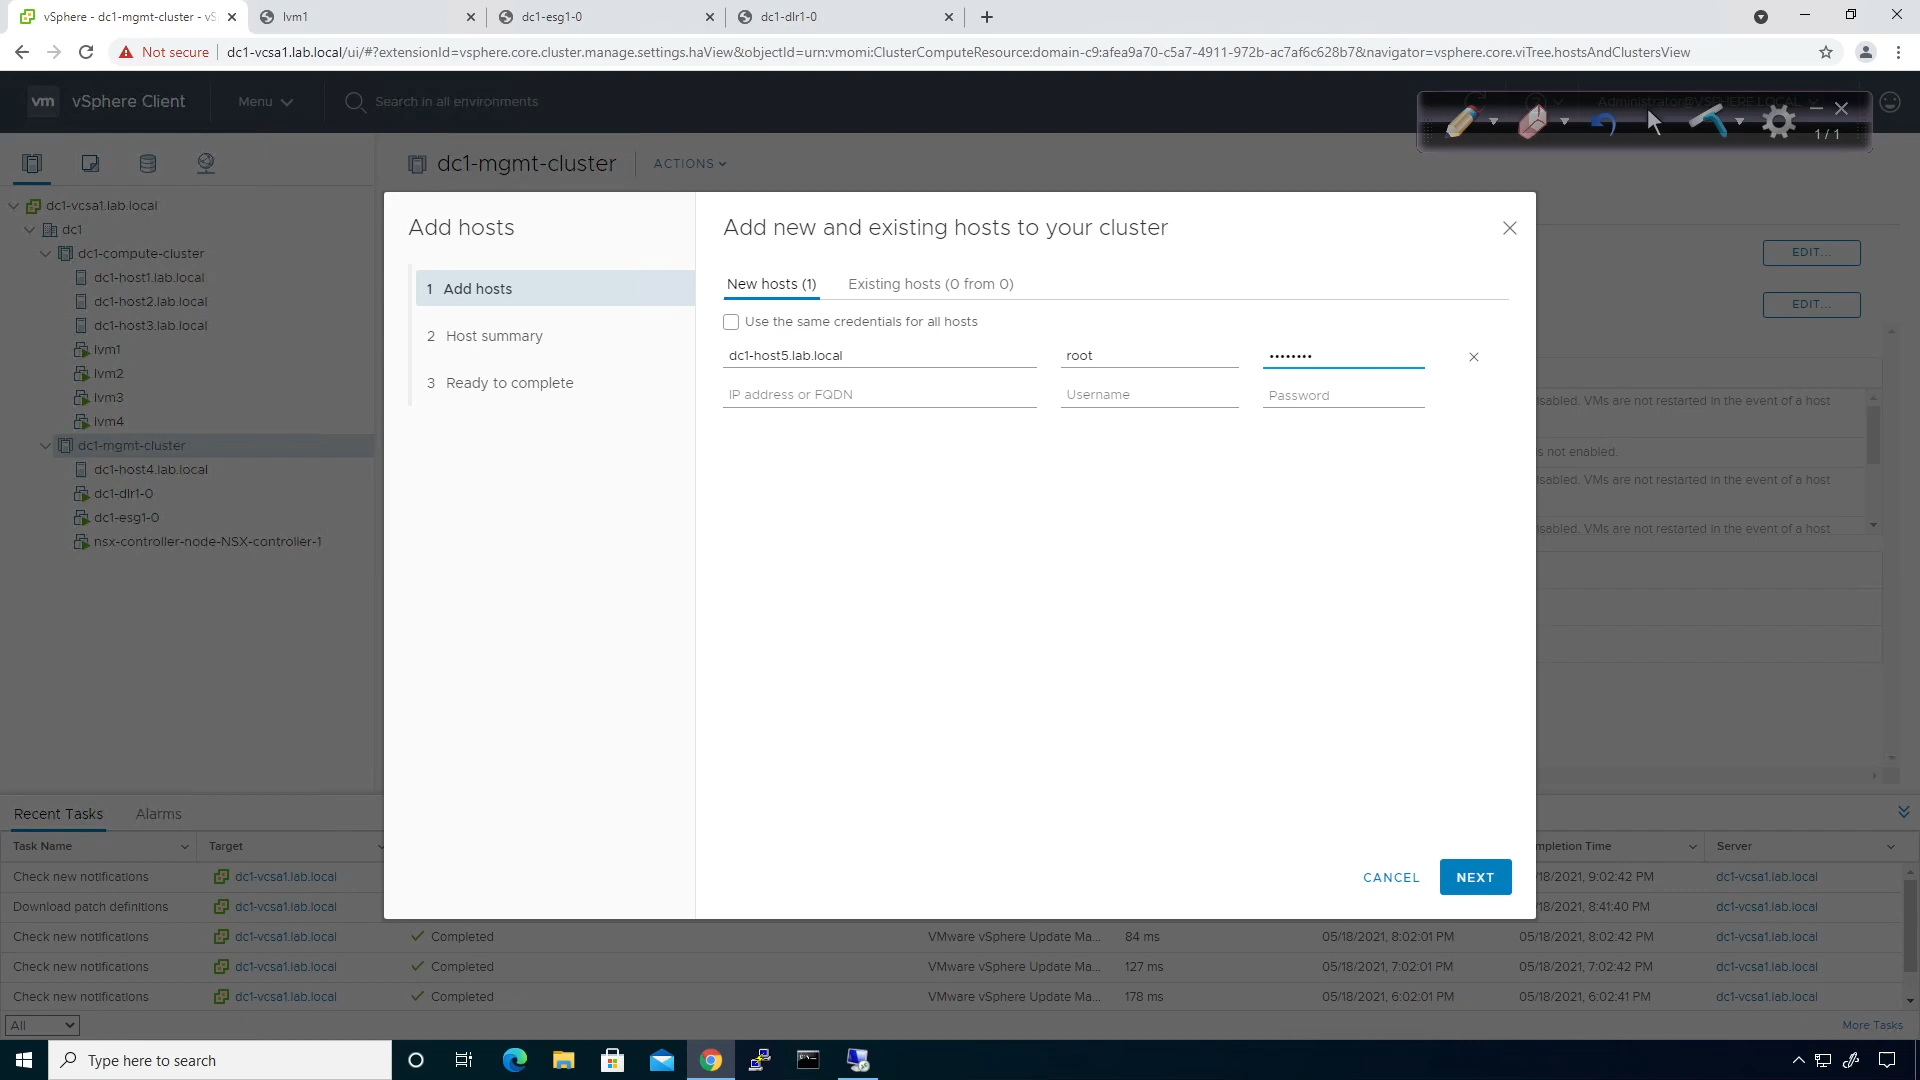 vSphere - dc1-mgmt-cluster - vS
lvm1
dc1-esg1-0
dc1-dlr1-0
Not secure
dc1-vcsa1.lab.local/ui/#?extensionId=vsphere.core.cluster.manage.settings.haView&objectId=urn:vmomi:ClusterComputeResource:domain-c9:afea9a70-c5a7-4911-972b-ac7af6c628b7&navigator=vsphere.core.viTree.hostsAndClustersView
vm
vSphere Client
Menu
Search in all environments
Administrator@VSPHERE.LOCAL
1/1
dc1-mgmt-cluster
ACTIONS
dc1-vcsa1.lab.local
dc1
dc1-compute-cluster
dc1-host1.lab.local
dc1-host2.lab.local
dc1-host3.lab.local
lvm1
lvm2
lvm3
lvm4
dc1-mgmt-cluster
dc1-host4.lab.local
dc1-dlr1-0
dc1-esg1-0
nsx-controller-node-NSX-controller-1
Add hosts
1 Add hosts
2 Host summary
3 Ready to complete
Add new and existing hosts to your cluster
New hosts (1)
Existing hosts (0 from 0)
Use the same credentials for all hosts
dc1-host5.lab.local
root
••••••••
IP address or FQDN
Username
Password
CANCEL
NEXT
EDIT...
EDIT...
isabled. VMs are not restarted in the event of a host
s not enabled.
isabled. VMs are not restarted in the event of a host
isabled. VMs are not restarted in the event of a host
Recent Tasks
Alarms
Task Name
Target
mpletion Time
Server
Check new notifications dc1-vcsa1.lab.local /18/2021, 9:02:42 PM dc1-vcsa1.lab.local
Download patch definitions dc1-vcsa1.lab.local /18/2021, 8:41:40 PM dc1-vcsa1.lab.local
Check new notifications dc1-vcsa1.lab.local Completed VMware vSphere Update Ma... 84 ms 05/18/2021, 8:02:01 PM 05/18/2021, 8:02:42 PM dc1-vcsa1.lab.local
Check new notifications dc1-vcsa1.lab.local Completed VMware vSphere Update Ma... 127 ms 05/18/2021, 7:02:01 PM 05/18/2021, 7:02:42 PM dc1-vcsa1.lab.local
Check new notifications dc1-vcsa1.lab.local Completed VMware vSphere Update Ma... 178 ms 05/18/2021, 6:02:01 PM 05/18/2021, 6:02:41 PM dc1-vcsa1.lab.local
All
More Tasks
Type here to search